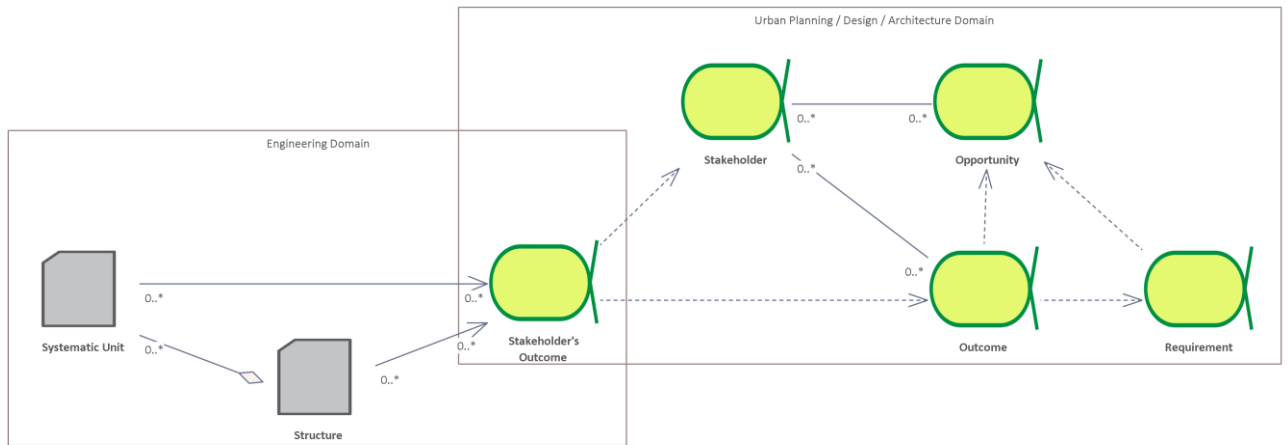 Urban Planning / Design / Architecture Domain
0..*
0..*
Stakeholder
Opportunity
0..*
Engineering Domain
0..*
0..*
0..*
Systematic Unit
0..*
Stakeholder's
Outcome
0..*
0..*
Outcome
Requirement
0..*
Structure